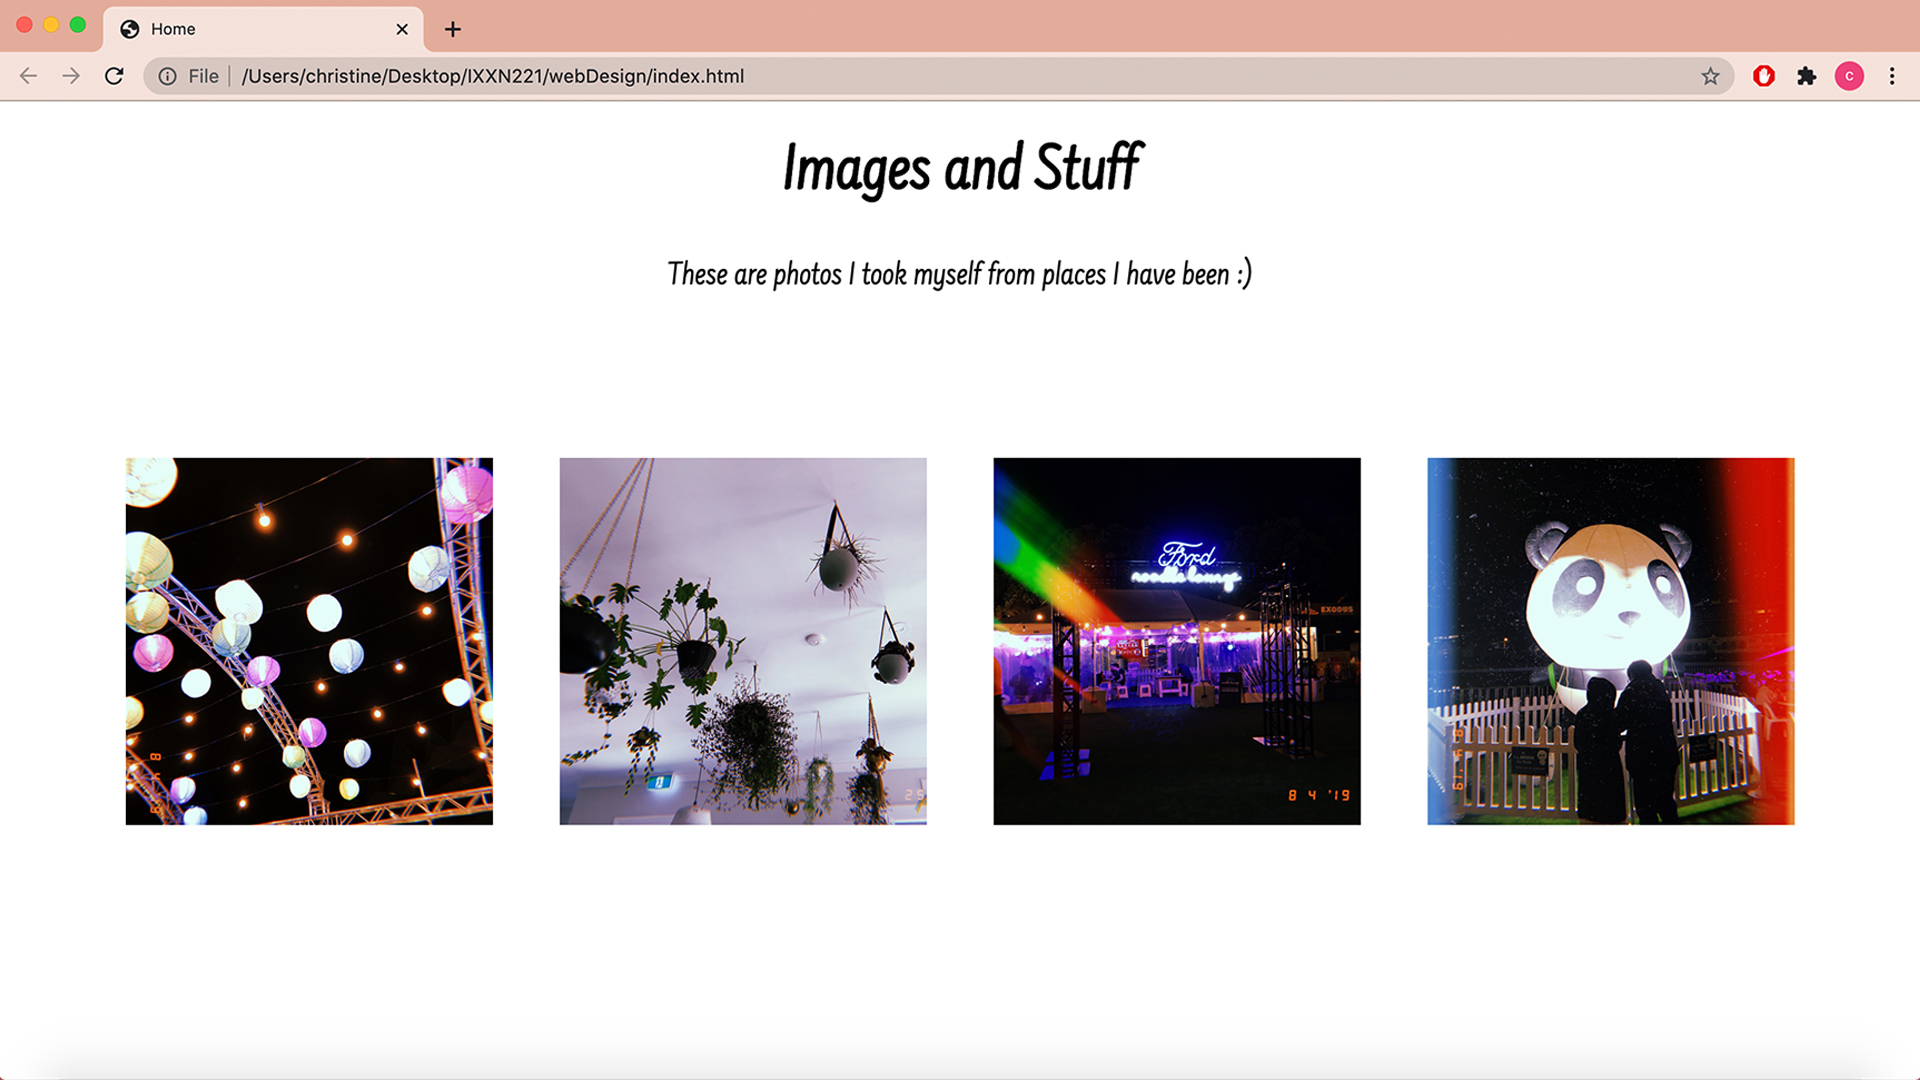 Home
File
/Users/christine/Desktop/IXXN221/webDesign/index.html
C
Images and Stuff
These are photos I took myself from places I have been :)
Ford
noodle lounge
EXODUS
8 4 '19